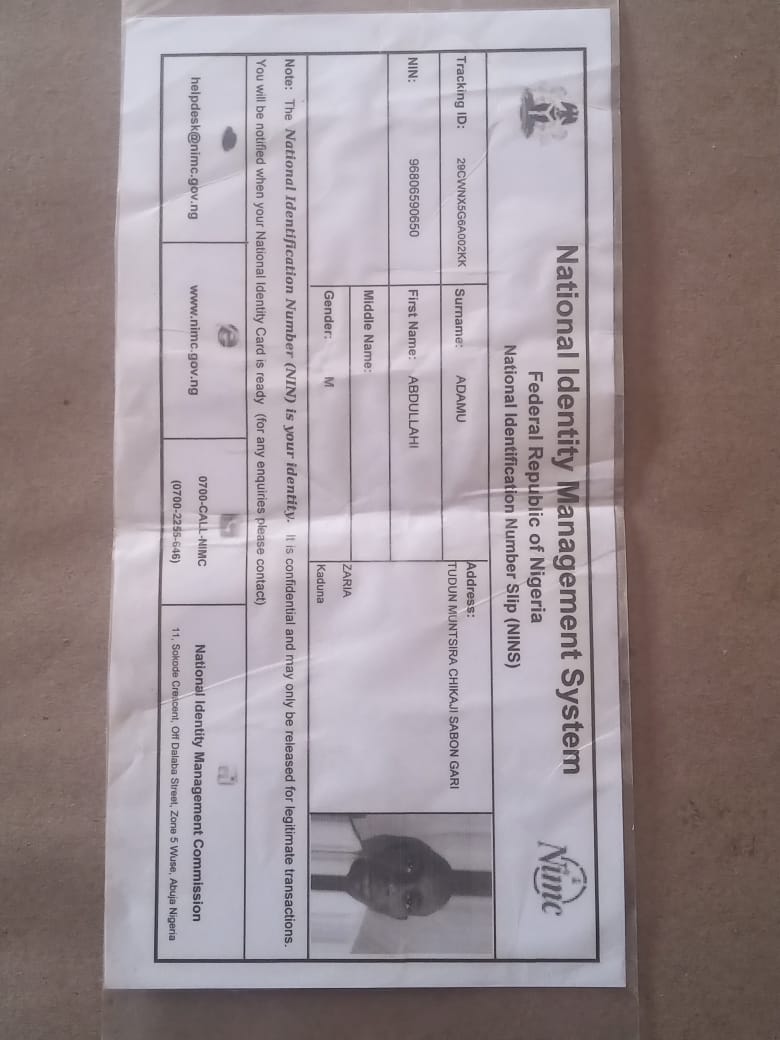 National Identity Management System
Federal Republic of Nigeria
National Identification Number Slip (NINS)
Nimc
Tracking ID: 29CWNX5G6A002KK
Surname: ADAMU
Address:
TUDUN MUNTSIRA CHIKAJI SABON GARI
NIN: 96806590650
First Name: ABDULLAHI
Middle Name:
ZARIA
Gender: M
Kaduna
Note: The National Identification Number (NIN) is your identity. It is confidential and may only be released for legitimate transactions.
You will be notified when your National Identity Card is ready (for any enquiries please contact)
helpdesk@nimc.gov.ng
www.nimc.gov.ng
0700-CALL-NIMC
(0700-2255-646)
National Identity Management Commission
11, Sokode Crescent, Off Dalaba Street, Zone 5 Wuse, Abuja Nigeria